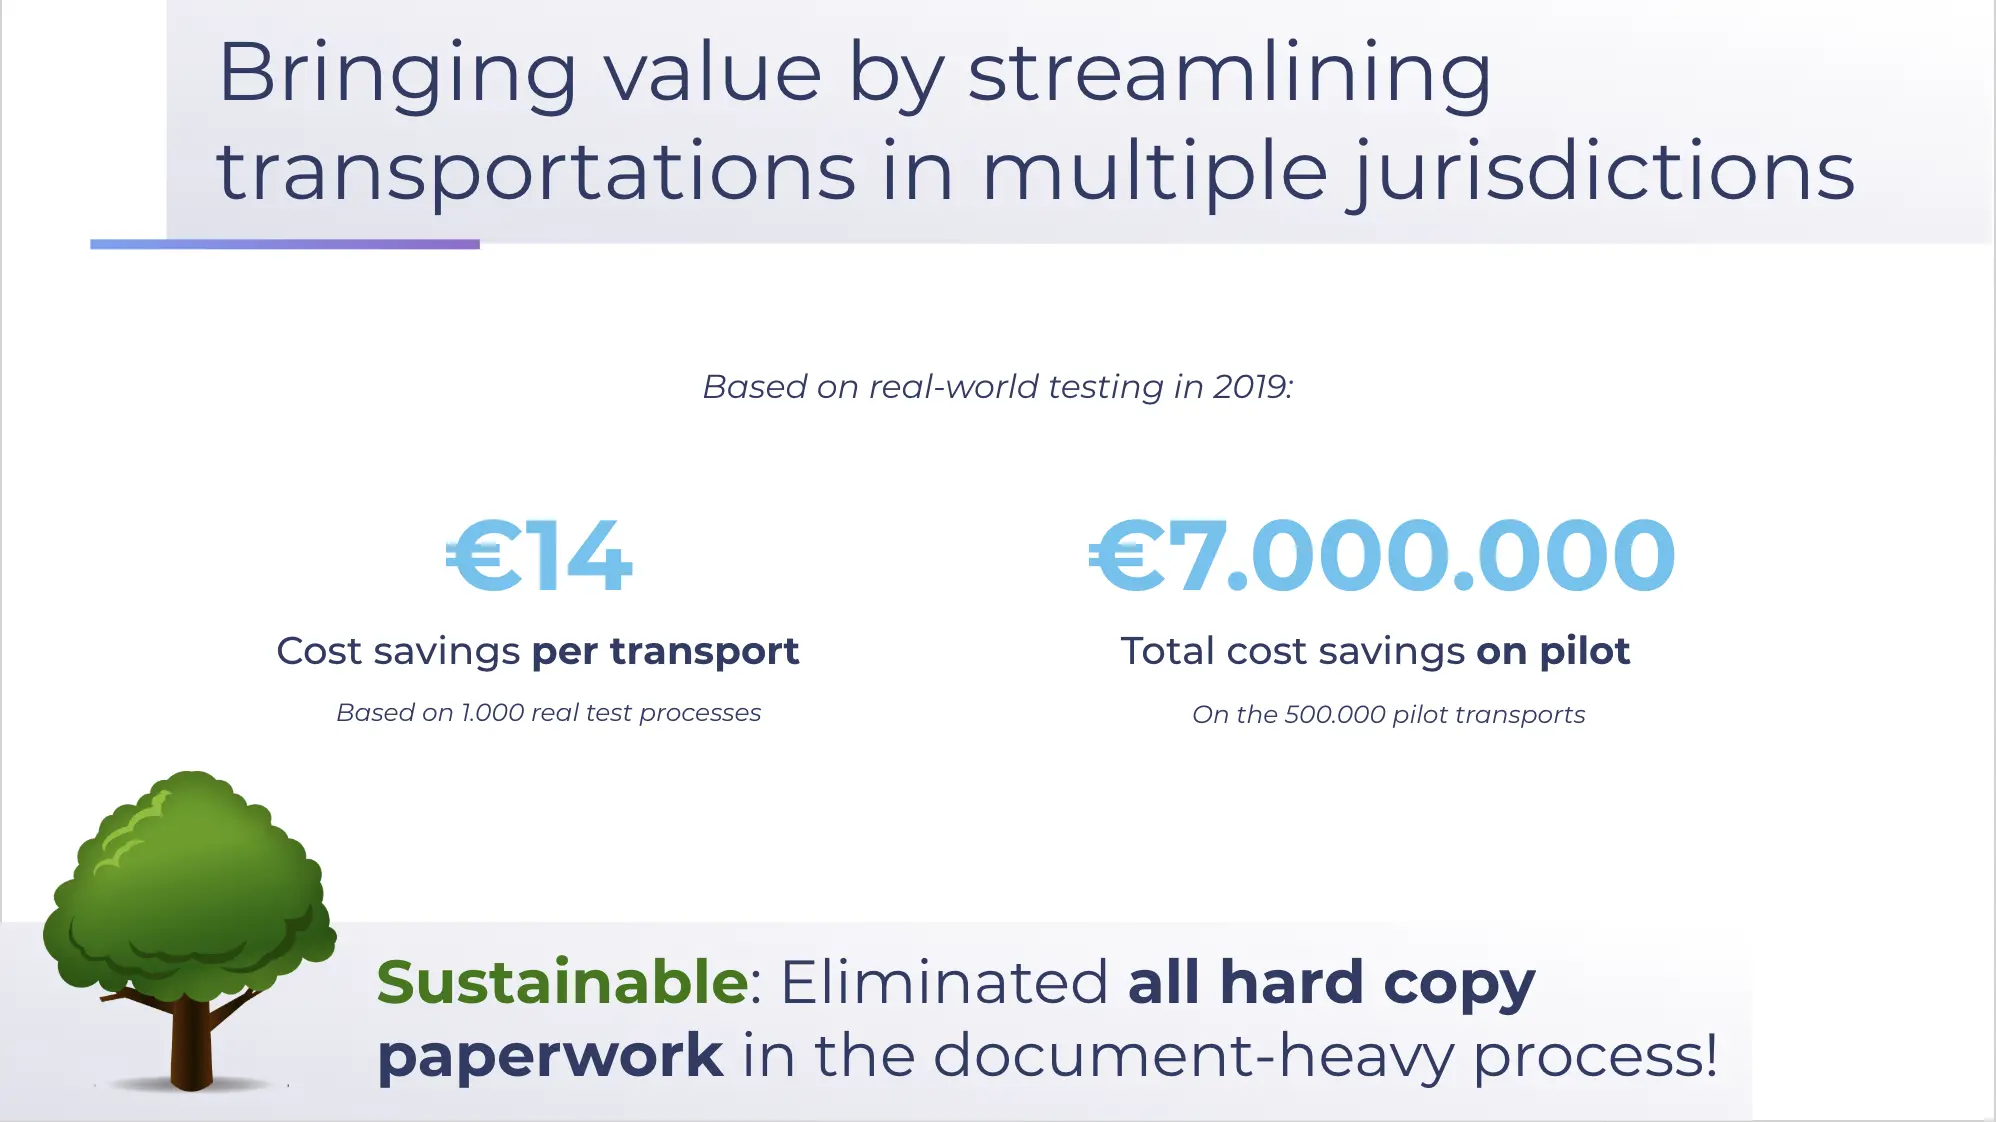 Bringing value by streamlining
transportations in multiple jurisdictions
Based on real-world testing in 2019:
€14
Cost savings per transport
Based on 1.000 real test processes
€7.000.000
Total cost savings on pilot
On the 500.000 pilot transports
Sustainable: Eliminated all hard copy
paperwork in the document-heavy process!